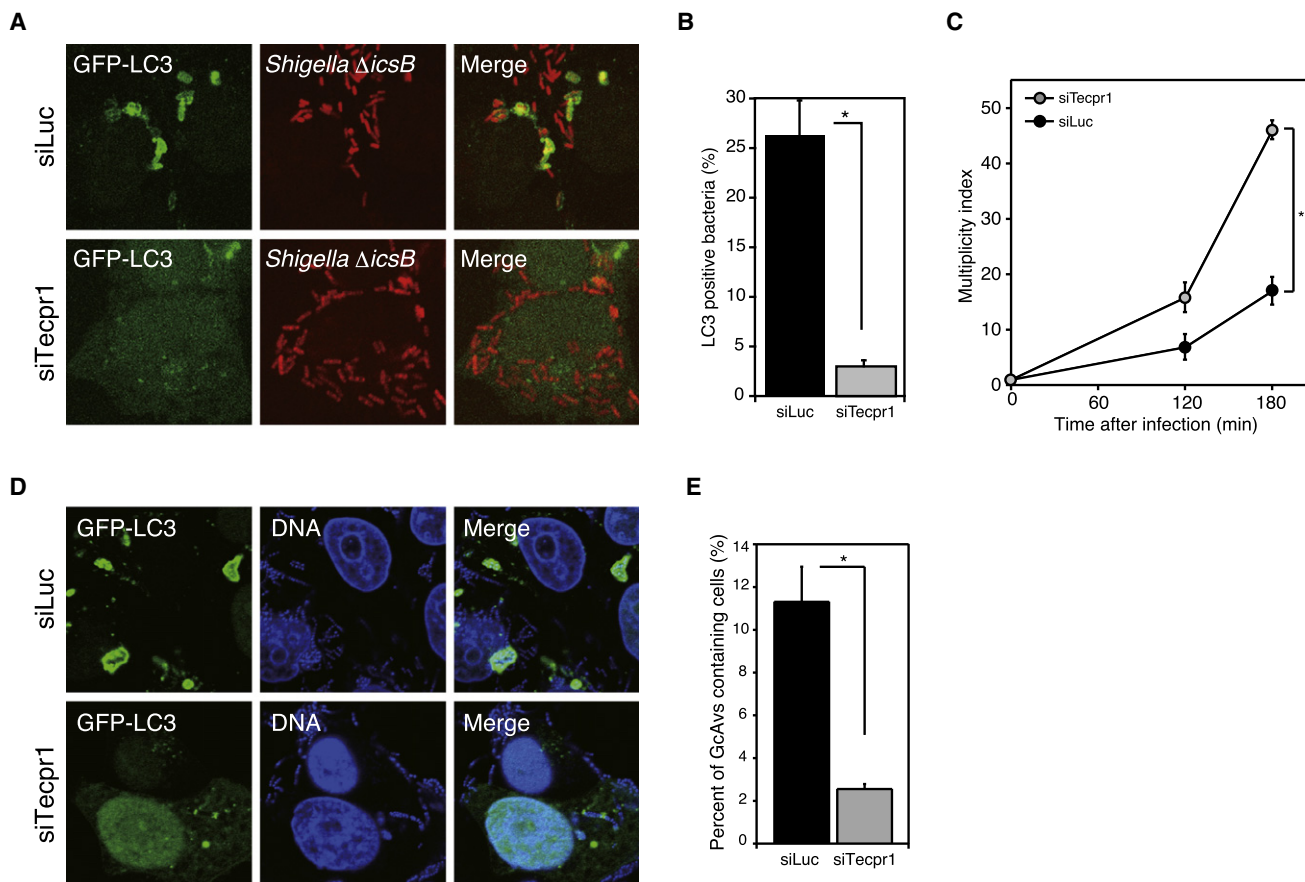 A
GFP-LC3
Shigella ΔicsB
Merge
siLuc
GFP-LC3
Shigella ΔicsB
Merge
siTecpr1
B
LC3 positive bacteria (%)
30
25
20
15
10
5
0
*
siLuc
siTecpr1
C
Multiplicity index
50
40
30
20
10
0
siTecpr1
siLuc
*
0
60
120
180
Time after infection (min)
D
GFP-LC3
DNA
Merge
siLuc
GFP-LC3
DNA
Merge
siTecpr1
E
Percent of GcAvs containing cells (%)
14
12
10
8
6
4
2
0
*
siLuc
siTecpr1